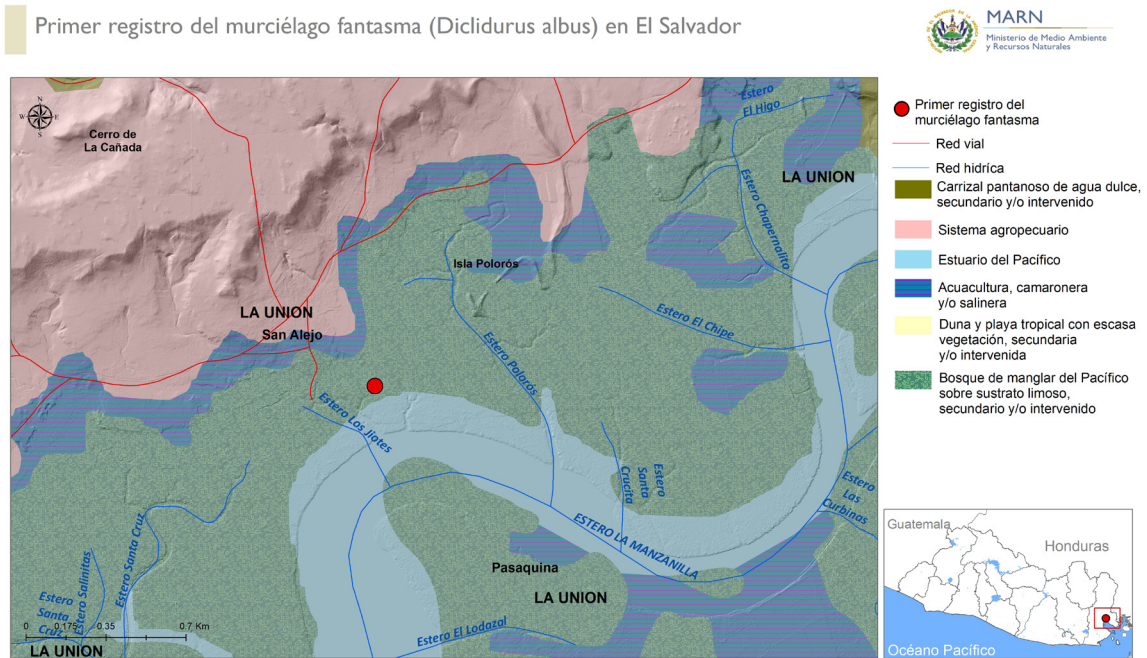 Primer registro del murciélago fantasma (Diclidurus albus) en El Salvador
MARN
Ministerio de Medio Ambiente
y Recursos Naturales
N
W
E
S
Cerro de
La Cañada
Estero
El Higo
LA UNION
Estero Chapernalito
Isla Polorós
LA UNION
San Alejo
Estero El Chipe
Estero Polorós
Estero Los Jiotes
Estero
Santa
Crucita
Estero
Las
Curbinas
ESTERO LA MANZANILLA
Pasaquina
LA UNION
Estero El Lodazal
Estero Santa Cruz
Estero Salinitas
Estero
Santa
Cruz
0 0.175 0.35 0.7 Km
LA UNION
Primer registro del
murciélago fantasma
Red vial
Red hidríca
Carrizal pantanoso de agua dulce,
secundario y/o intervenido
Sistema agropecuario
Estuario del Pacífico
Acuacultura, camaronera
y/o salinera
Duna y playa tropical con escasa
vegetación, secundaria
y/o intervenida
Bosque de manglar del Pacífico
sobre sustrato limoso,
secundario y/o intervenido
Guatemala
Honduras
Océano Pacífico